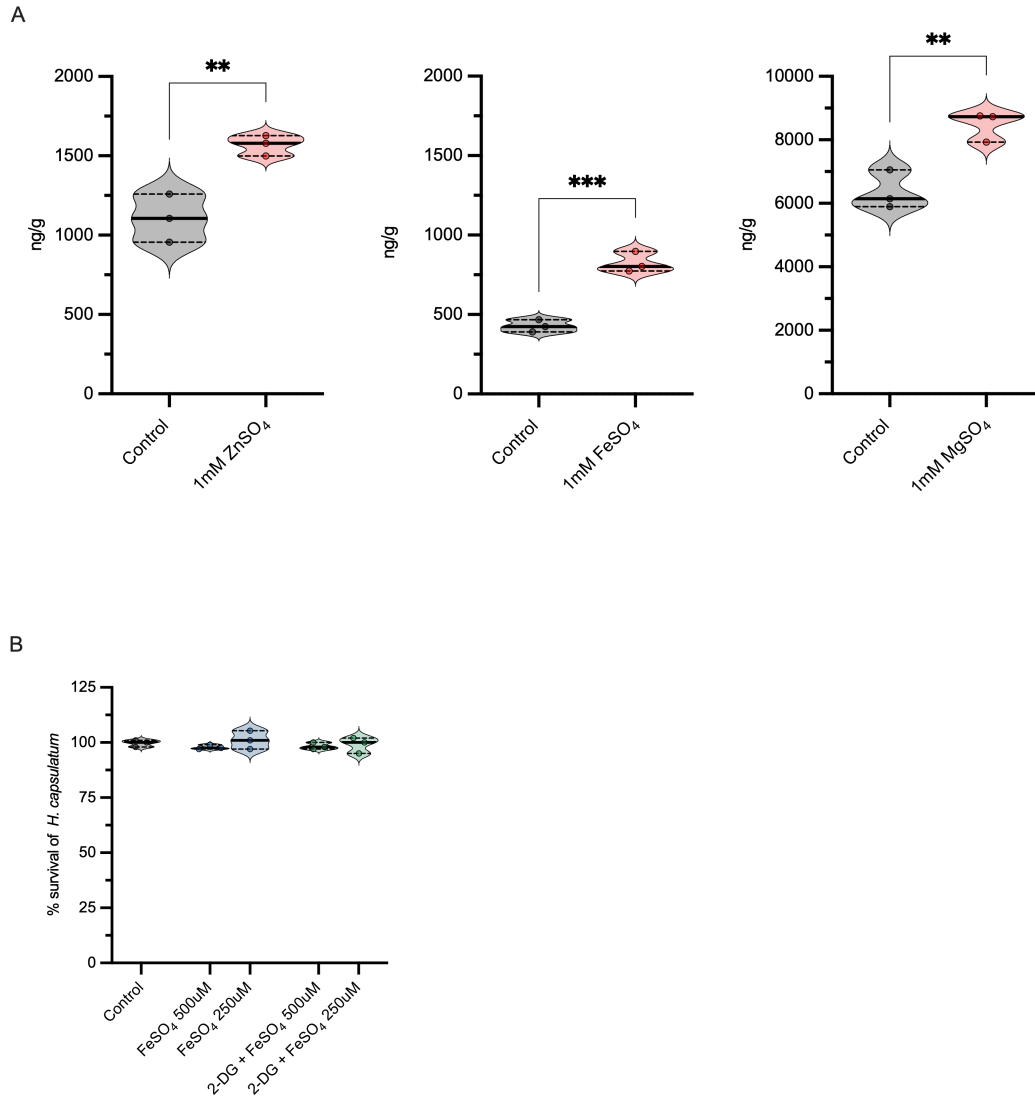 A
**
2000
1500
1000
500
0
ng/g
Control
1mM ZnSO₄
***
2000
1500
1000
500
0
ng/g
Control
1mM FeSO₄
**
10000
8000
6000
4000
2000
0
ng/g
Control
1mM MgSO₄
B
125
100
75
50
25
0
% survival of H. capsulatum
Control
FeSO₄ 500uM
FeSO₄ 250uM
2-DG + FeSO₄ 500uM
2-DG + FeSO₄ 250uM